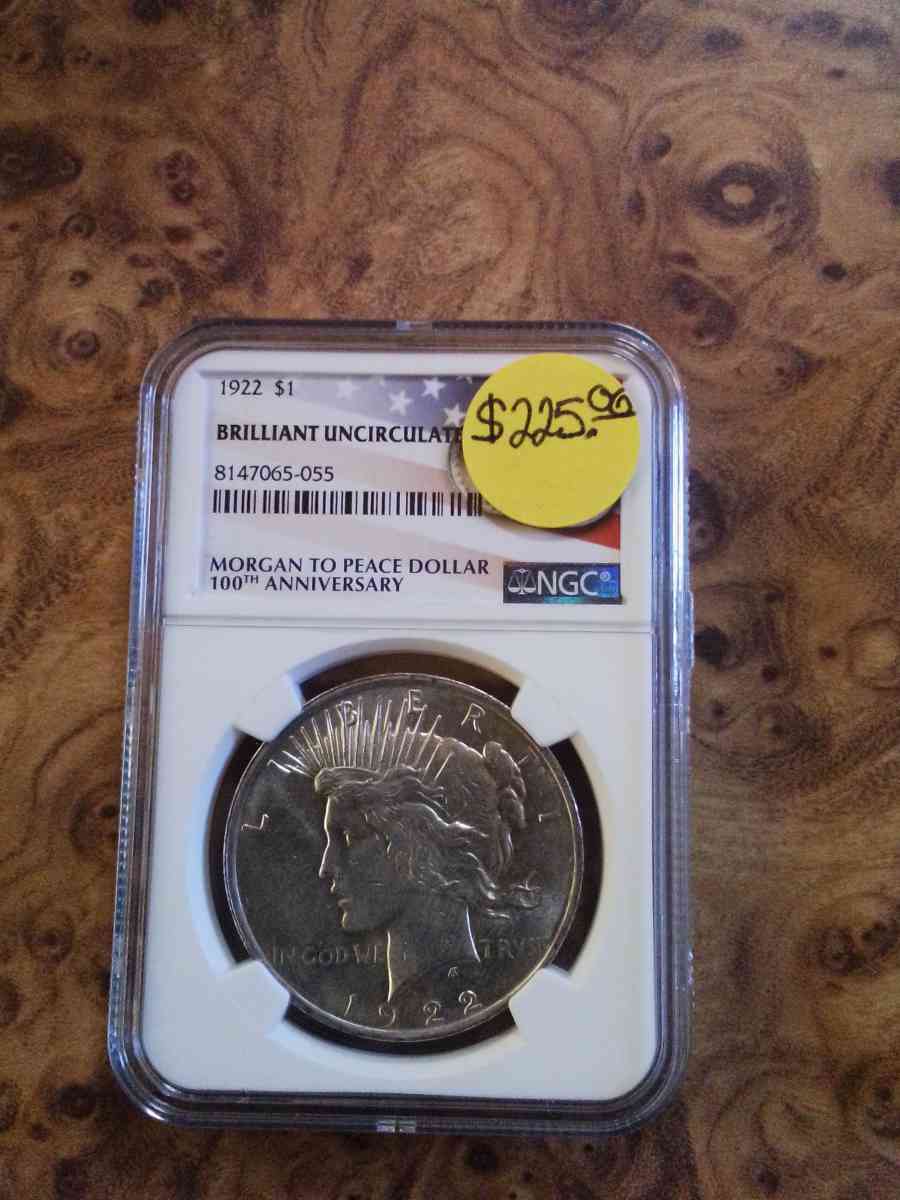 1922 $1
$225.00
BRILLIANT UNCIRCULATE
8147065-055
MORGAN TO PEACE DOLLAR
100TH ANNIVERSARY
NGC®
LIBERTY
IN GOD WE TRVST
1922